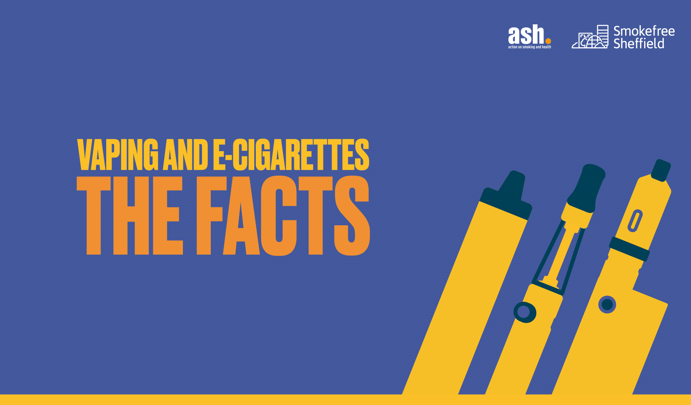 ash.
action on smoking and health
Smokefree
Sheffield
VAPING AND E-CIGARETTES
THE FACTS